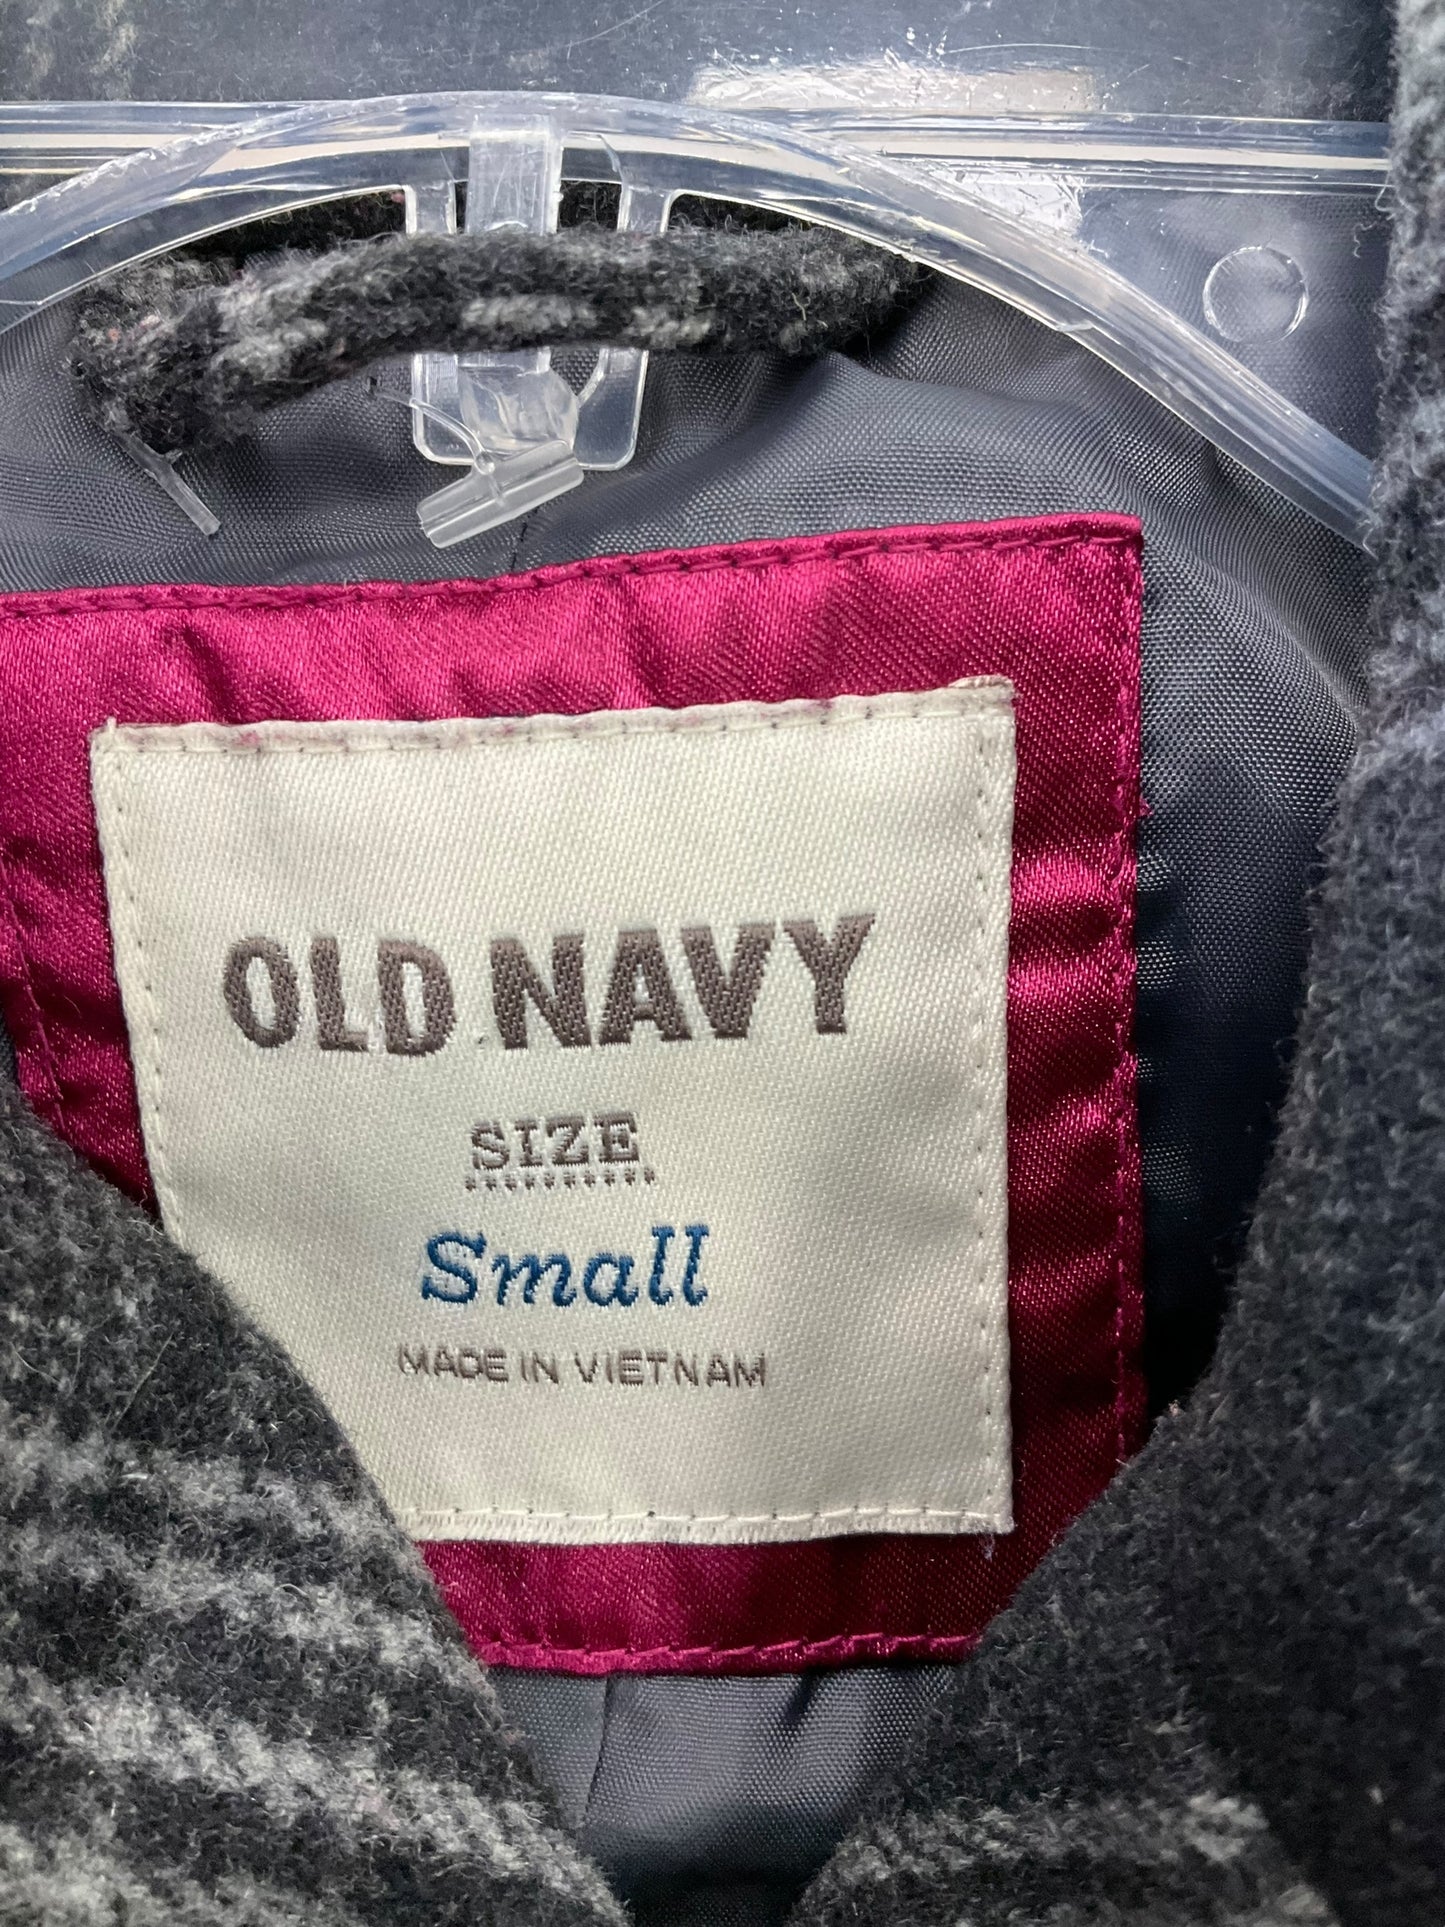 OLD NAVY
SIZE
Small
MADE IN VIETNAM